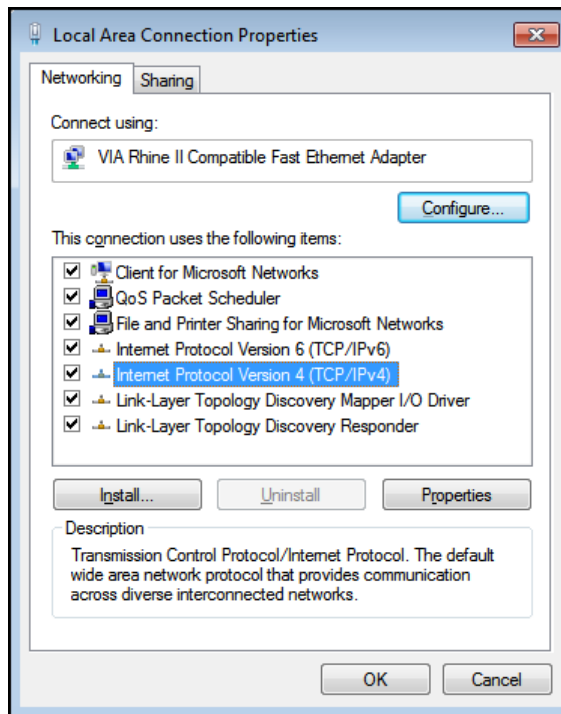 Local Area Connection Properties
Networking
Sharing
Connect using:
VIA Rhine II Compatible Fast Ethernet Adapter
Configure...
This connection uses the following items:
Client for Microsoft Networks
QoS Packet Scheduler
File and Printer Sharing for Microsoft Networks
Internet Protocol Version 6 (TCP/IPv6)
Internet Protocol Version 4 (TCP/IPv4)
Link-Layer Topology Discovery Mapper I/O Driver
Link-Layer Topology Discovery Responder
Install...
Uninstall
Properties
Description
Transmission Control Protocol/Internet Protocol. The default
wide area network protocol that provides communication
across diverse interconnected networks.
OK
Cancel